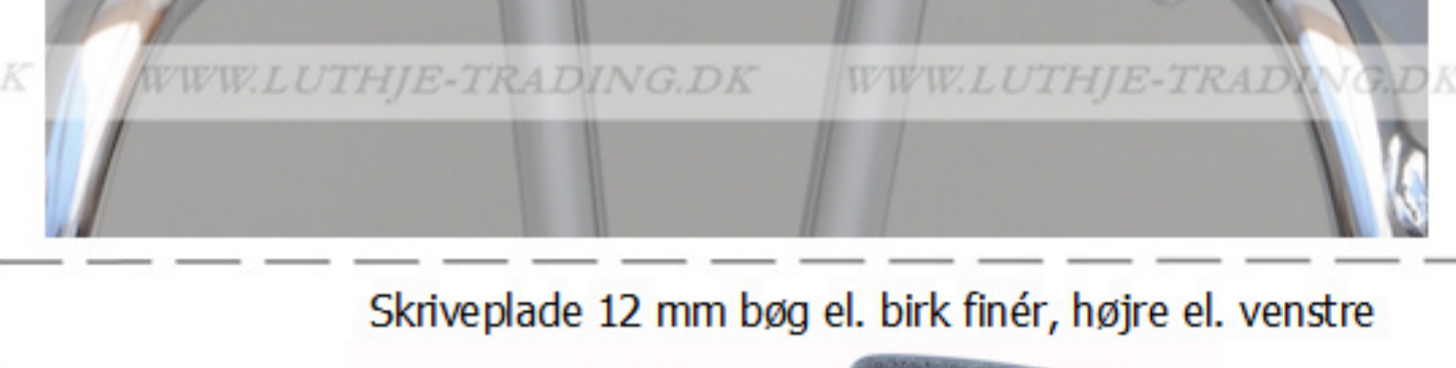 K WWW.LUTHJE-TRADING.DK WWW.LUTHJE-TRADING.DK
Skriveplade 12 mm bøg el. birk finér, højre el. venstre